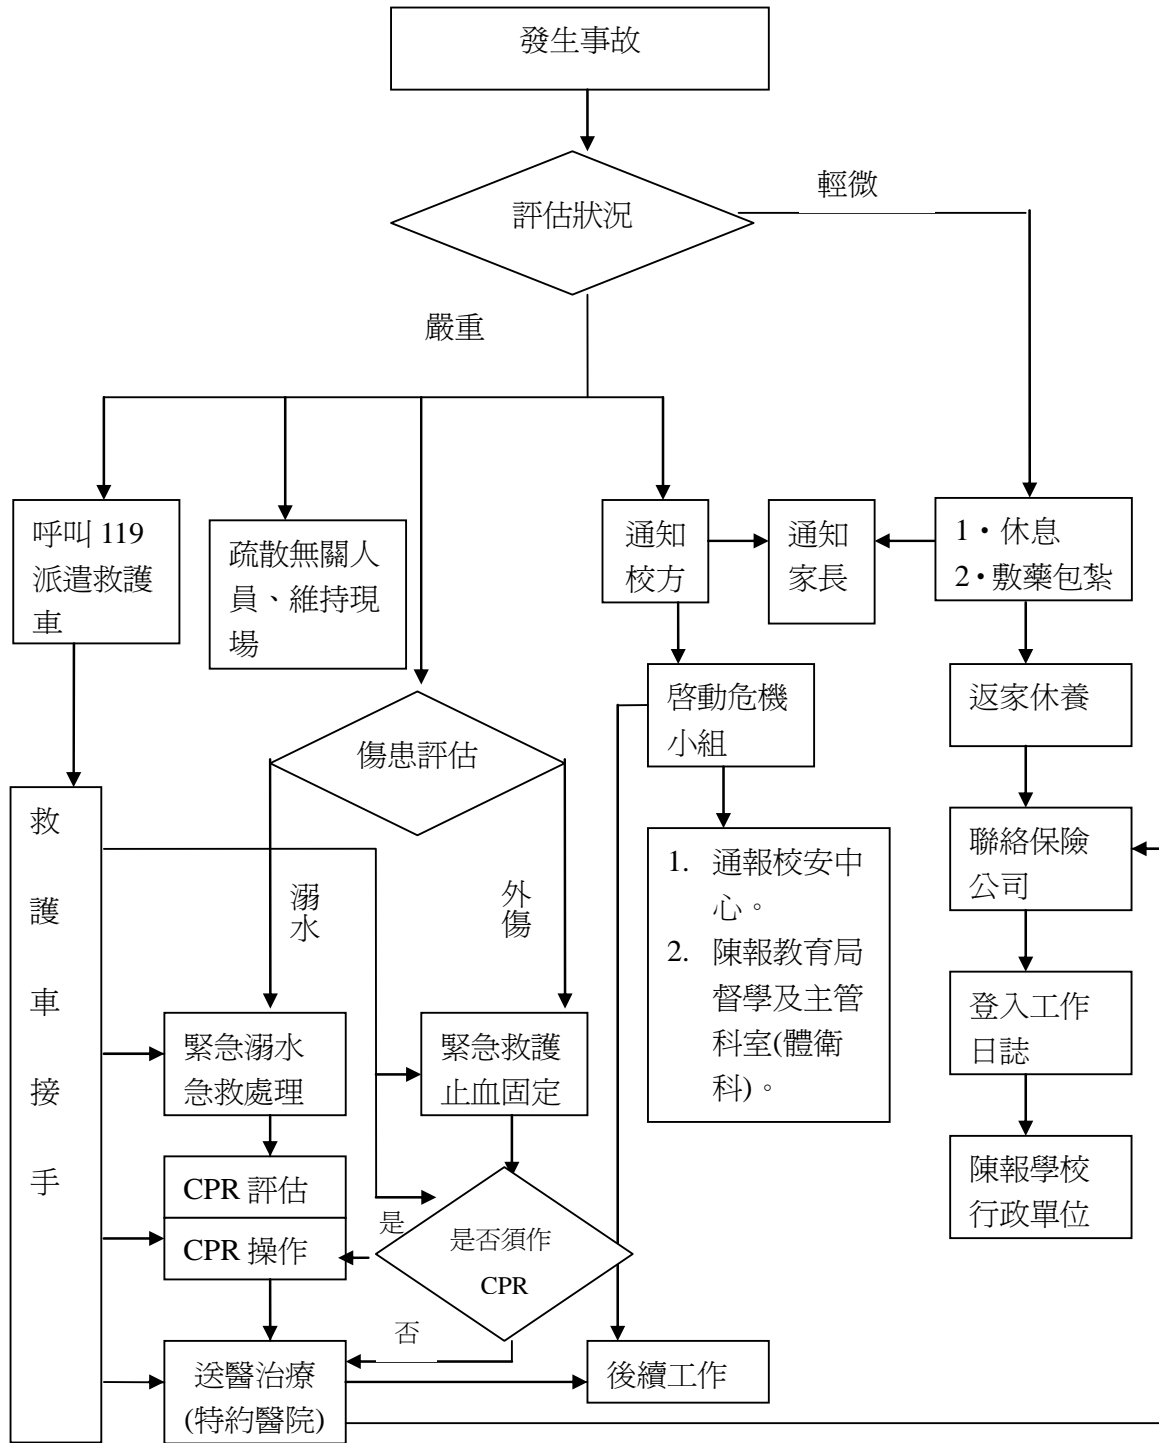 發生事故
評估狀況
輕微
嚴重
呼叫 119
派遣救護
車
疏散無關人
員、維持現
場
通知
校方
通知
家長
1・休息
2・敷藥包紮
啓動危機
小組
返家休養
傷患評估
溺水
外傷
1. 通報校安中
心。
2. 陳報教育局
督學及主管
科室(體衛
科)。
聯絡保險
公司
救護車接手
登入工作
日誌
緊急溺水
急救處理
緊急救護
止血固定
陳報學校
行政單位
CPR 評估
是
CPR 操作
是否須作
CPR
否
送醫治療
(特約醫院)
後續工作